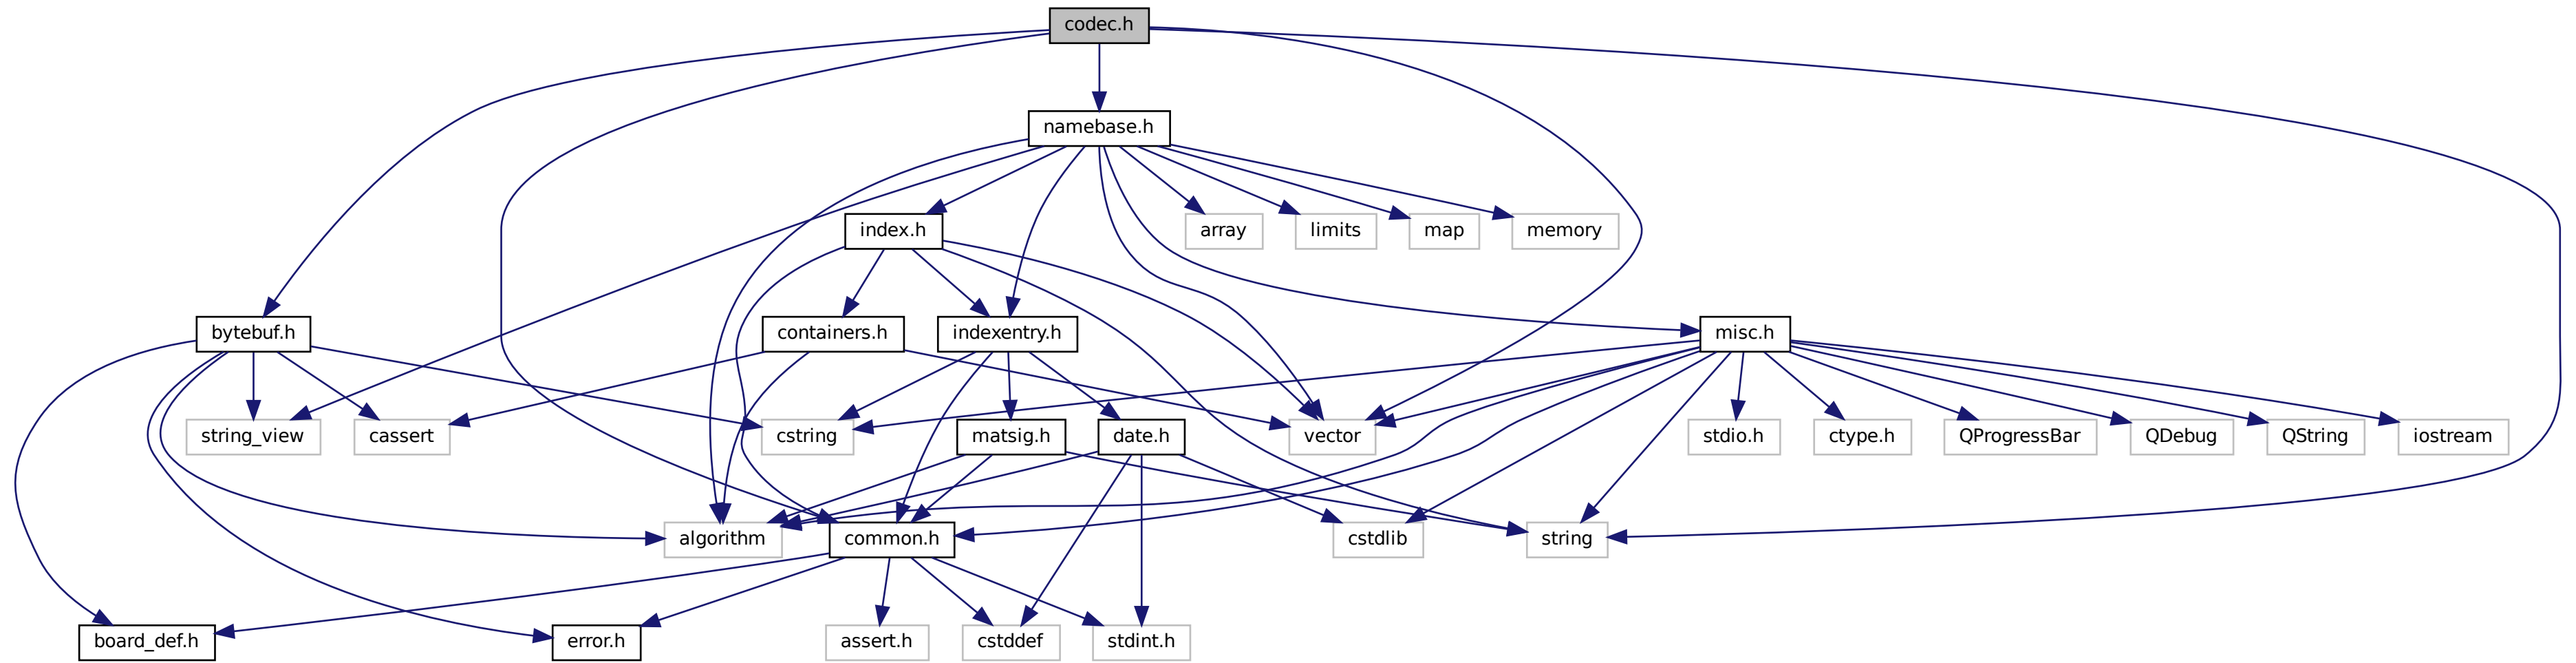 codec.h
namebase.h
index.h
array
limits
map
memory
bytebuf.h
containers.h
indexentry.h
misc.h
string_view
cassert
cstring
matsig.h
date.h
vector
stdio.h
ctype.h
QProgressBar
QDebug
QString
iostream
algorithm
common.h
cstdlib
string
board_def.h
error.h
assert.h
cstddef
stdint.h